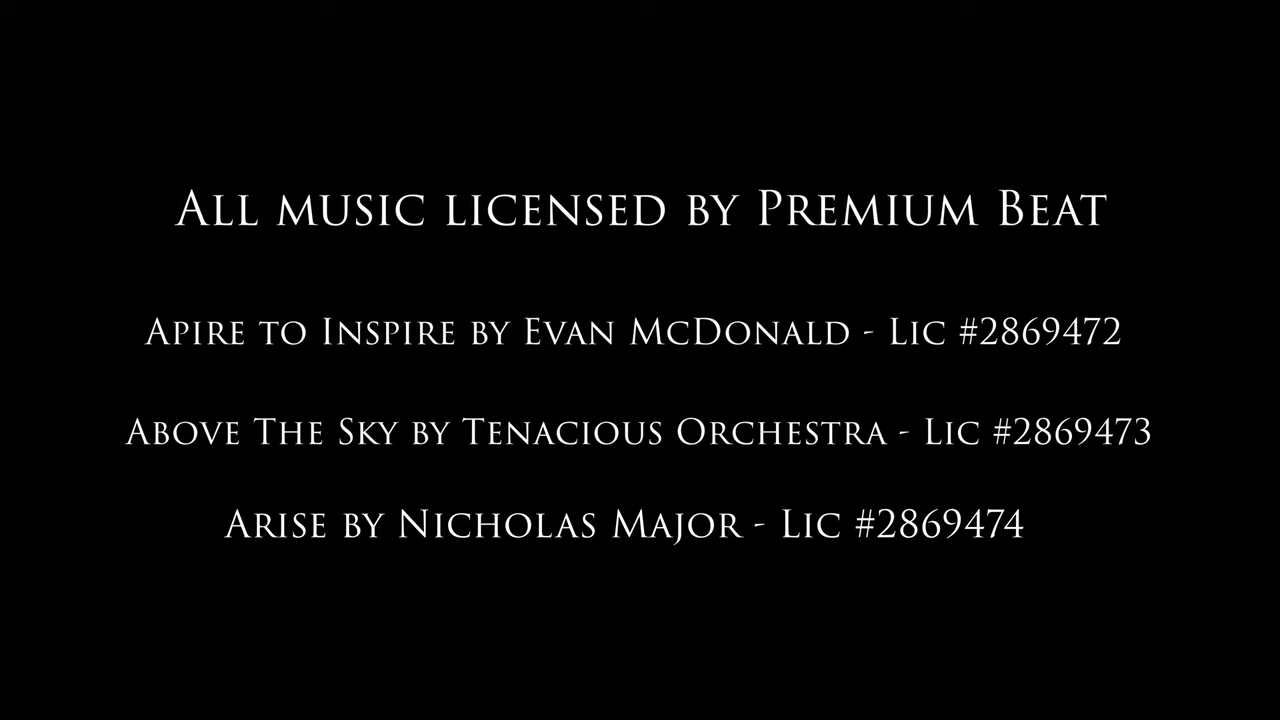 All music licensed by Premium Beat
Apire to Inspire by Evan McDonald - Lic #2869472
Above The Sky by Tenacious Orchestra - Lic #2869473
Arise by Nicholas Major - Lic #2869474